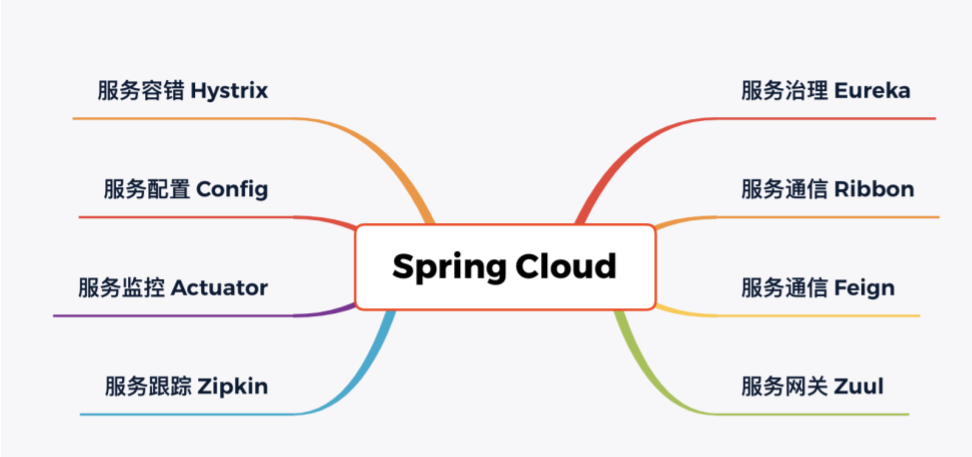 服务容错 Hystrix
服务配置 Config
服务监控 Actuator
服务跟踪 Zipkin
Spring Cloud
服务治理 Eureka
服务通信 Ribbon
服务通信 Feign
服务网关 Zuul